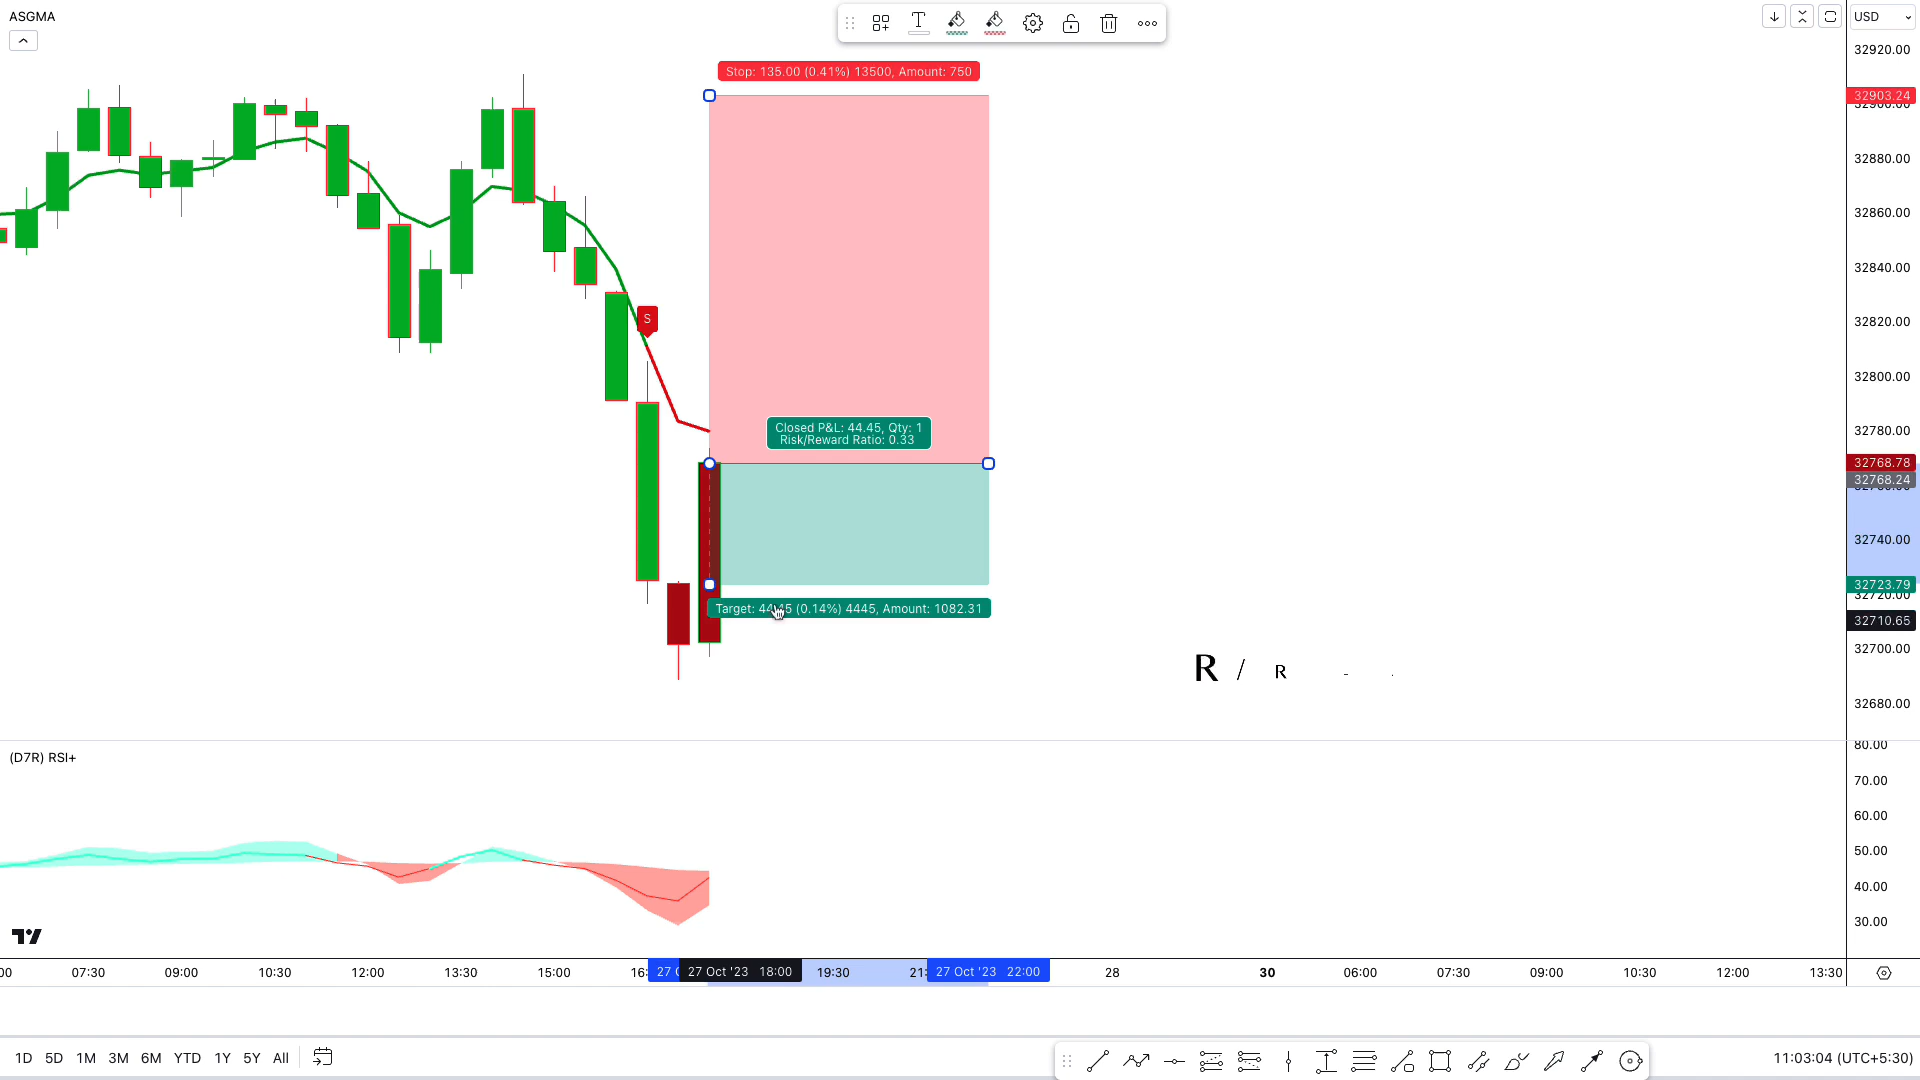 ASGMA
USD
32920.00
Stop: 135.00 (0.41%) 13500, Amount: 750
32903.24
32880.00
32860.00
32840.00
32820.00
S
32800.00
Closed P&L: 44.45, Qty: 1
Risk/Reward Ratio: 0.33
32780.00
32768.78
32768.24
32740.00
32723.79
32720.00
Target: 44.45 (0.14%) 4445, Amount: 1082.31
32710.65
32700.00
R / R - .
32680.00
(D7R) RSI+
80.00
70.00
60.00
50.00
40.00
30.00
07:30 09:00 10:30 12:00 13:30 15:00 27 Oct '23 18:00 19:30 27 Oct '23 22:00 28 30 06:00 07:30 09:00 10:30 12:00 13:30
1D 5D 1M 3M 6M YTD 1Y 5Y All
11:03:04 (UTC+5:30)